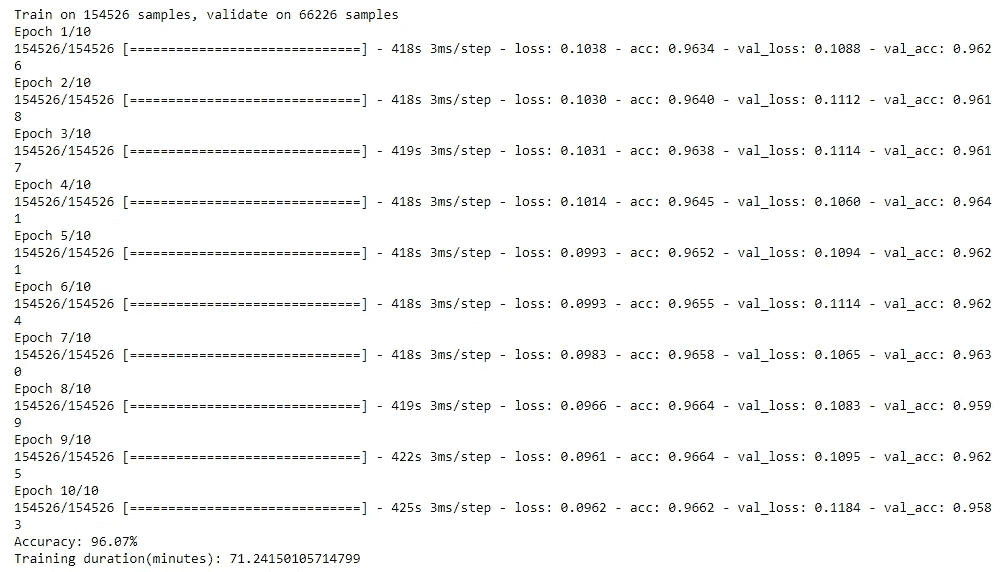 Train on 154526 samples, validate on 66226 samples
Epoch 1/10
154526/154526 [==============================] - 418s 3ms/step - loss: 0.1038 - acc: 0.9634 - val_loss: 0.1088 - val_acc: 0.962
6
Epoch 2/10
154526/154526 [==============================] - 418s 3ms/step - loss: 0.1030 - acc: 0.9640 - val_loss: 0.1112 - val_acc: 0.961
8
Epoch 3/10
154526/154526 [==============================] - 419s 3ms/step - loss: 0.1031 - acc: 0.9638 - val_loss: 0.1114 - val_acc: 0.961
7
Epoch 4/10
154526/154526 [==============================] - 418s 3ms/step - loss: 0.1014 - acc: 0.9645 - val_loss: 0.1060 - val_acc: 0.964
1
Epoch 5/10
154526/154526 [==============================] - 418s 3ms/step - loss: 0.0993 - acc: 0.9652 - val_loss: 0.1094 - val_acc: 0.962
1
Epoch 6/10
154526/154526 [==============================] - 418s 3ms/step - loss: 0.0993 - acc: 0.9655 - val_loss: 0.1114 - val_acc: 0.962
4
Epoch 7/10
154526/154526 [==============================] - 418s 3ms/step - loss: 0.0983 - acc: 0.9658 - val_loss: 0.1065 - val_acc: 0.963
0
Epoch 8/10
154526/154526 [==============================] - 419s 3ms/step - loss: 0.0966 - acc: 0.9664 - val_loss: 0.1083 - val_acc: 0.959
9
Epoch 9/10
154526/154526 [==============================] - 422s 3ms/step - loss: 0.0961 - acc: 0.9664 - val_loss: 0.1095 - val_acc: 0.962
5
Epoch 10/10
154526/154526 [==============================] - 425s 3ms/step - loss: 0.0962 - acc: 0.9662 - val_loss: 0.1184 - val_acc: 0.958
3
Accuracy: 96.07%
Training duration(minutes): 71.24150105714799